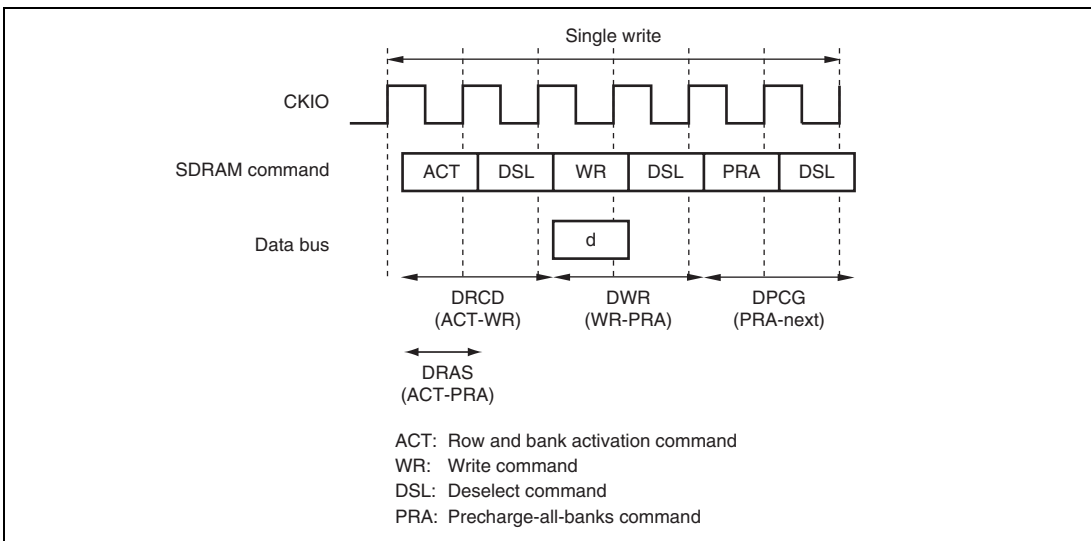 Single write
CKIO
SDRAM command
ACT DSL WR DSL PRA DSL
Data bus
d
DRCD
(ACT-WR)
DWR
(WR-PRA)
DPCG
(PRA-next)
DRAS
(ACT-PRA)
ACT: Row and bank activation command
WR: Write command
DSL: Deselect command
PRA: Precharge-all-banks command